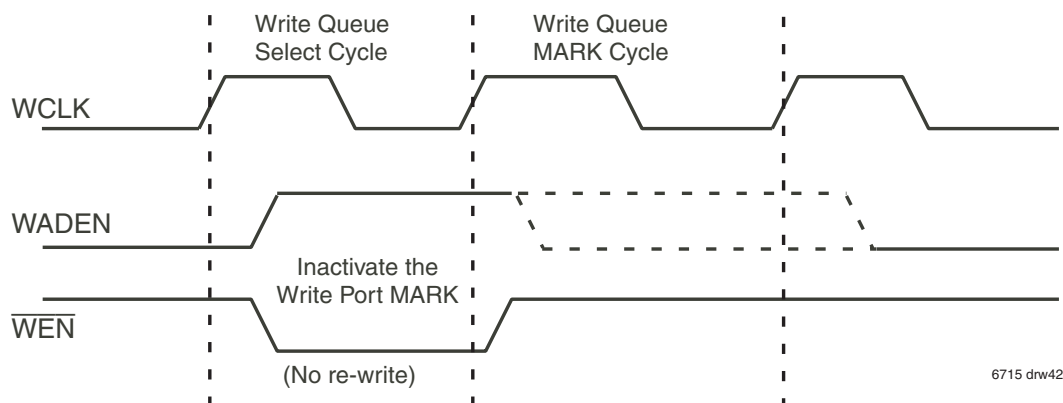 Write Queue
Select Cycle
Write Queue
MARK Cycle
WCLK
WADEN
Inactivate the
Write Port MARK
WEN
(No re-write)
6715 drw42